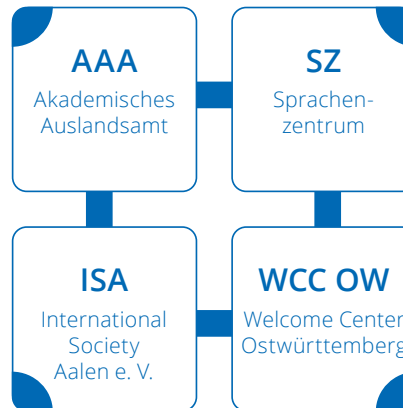 AAA
Akademisches
Auslandsamt
SZ
Sprachen-
zentrum
ISA
International
Society
Aalen e. V.
WCC OW
Welcome Center
Ostwürttemberg